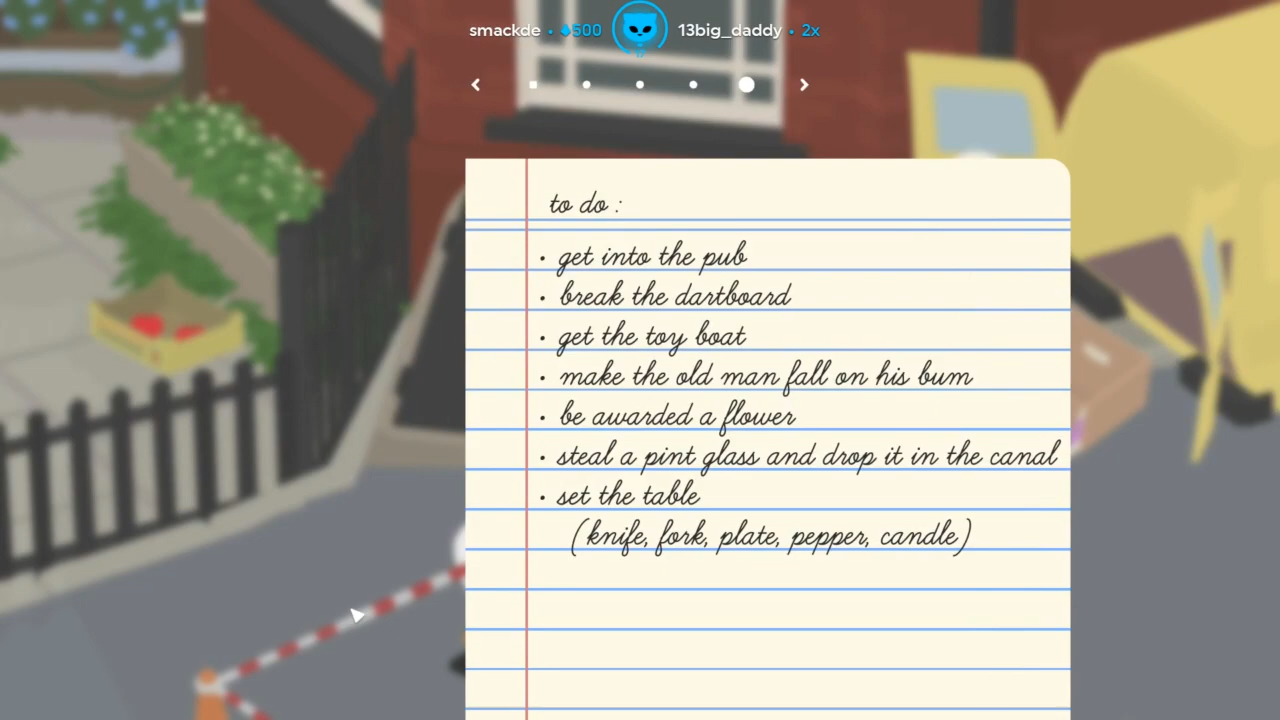 smackde • 500 13big_daddy • 2x
to do :
• get into the pub
• break the dartboard
• get the toy boat
• make the old man fall on his bum
• be awarded a flower
• steal a pint glass and drop it in the canal
• set the table
(knife, fork, plate, pepper, candle)